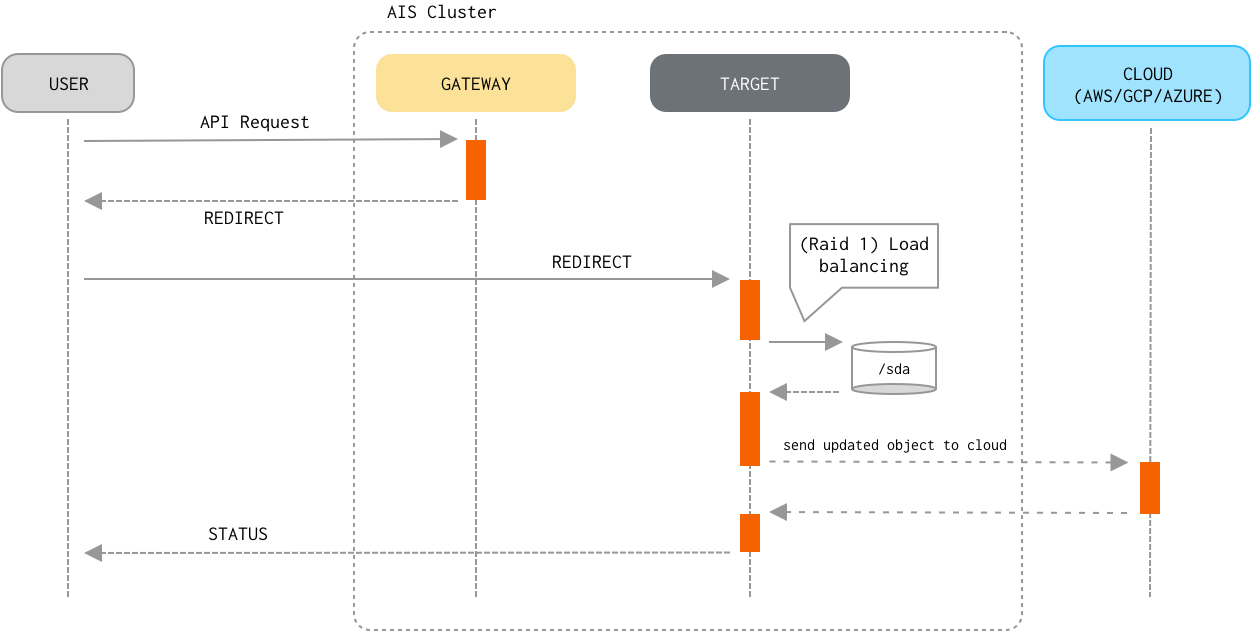 AIS Cluster
USER
GATEWAY
TARGET
CLOUD
(AWS/GCP/AZURE)
API Request
REDIRECT
(Raid 1) Load
balancing
REDIRECT
/sda
send updated object to cloud
STATUS